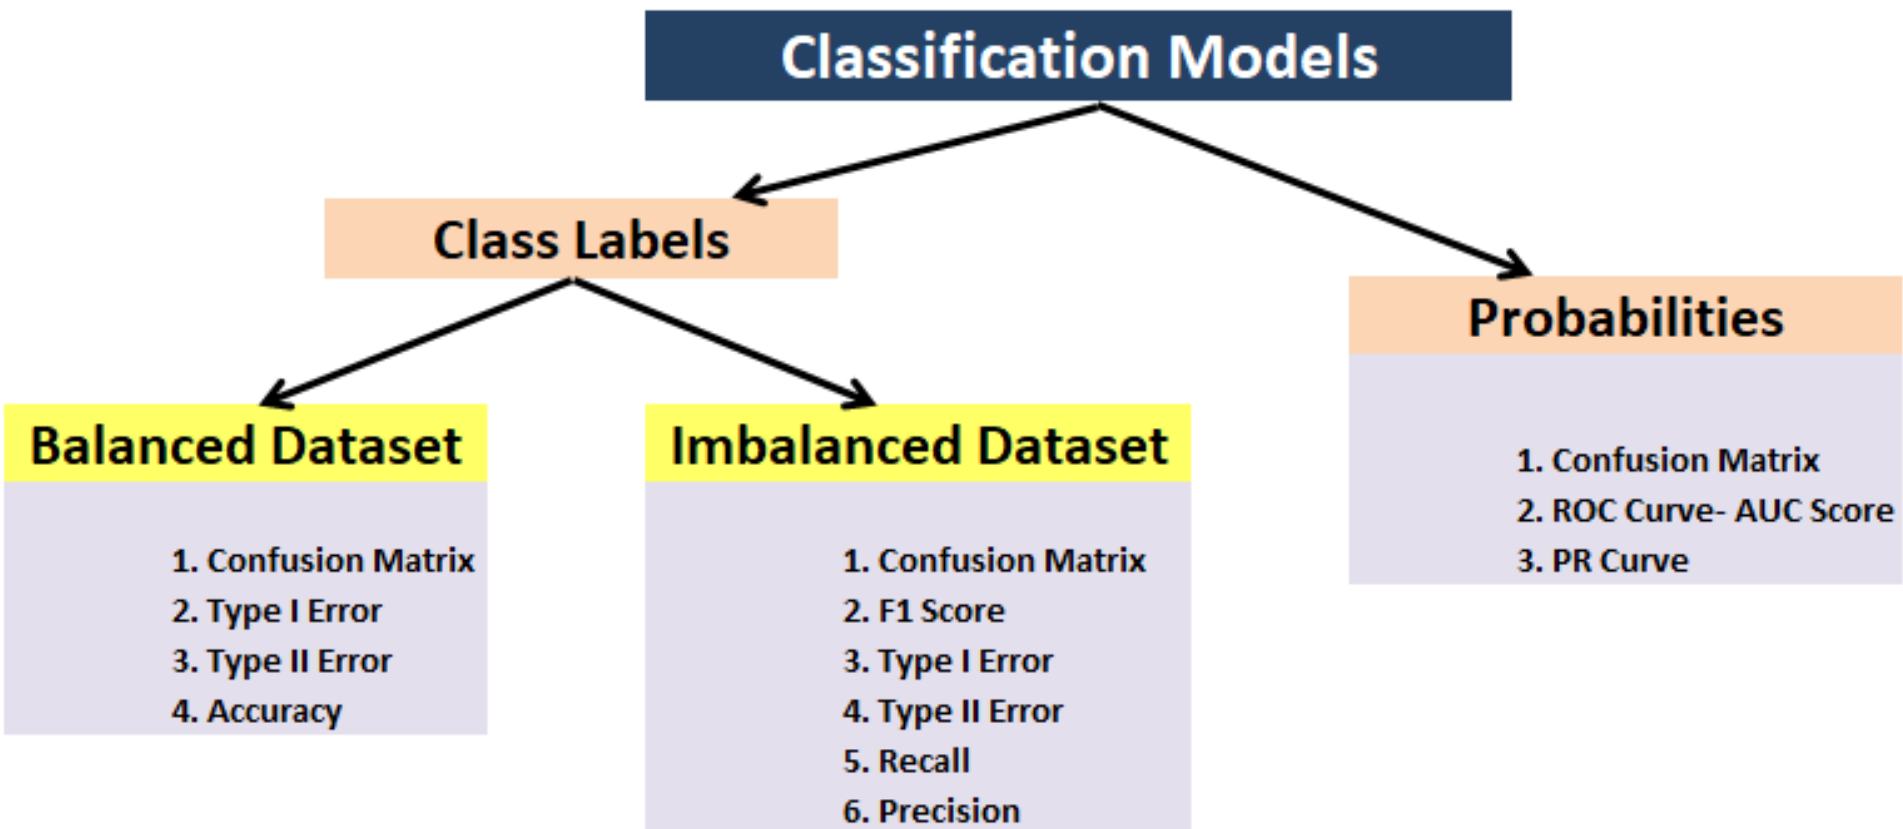 Classification Models
Class Labels
Probabilities
1. Confusion Matrix
2. ROC Curve- AUC Score
3. PR Curve
Balanced Dataset
1. Confusion Matrix
2. Type I Error
3. Type II Error
4. Accuracy
Imbalanced Dataset
1. Confusion Matrix
2. F1 Score
3. Type I Error
4. Type II Error
5. Recall
6. Precision